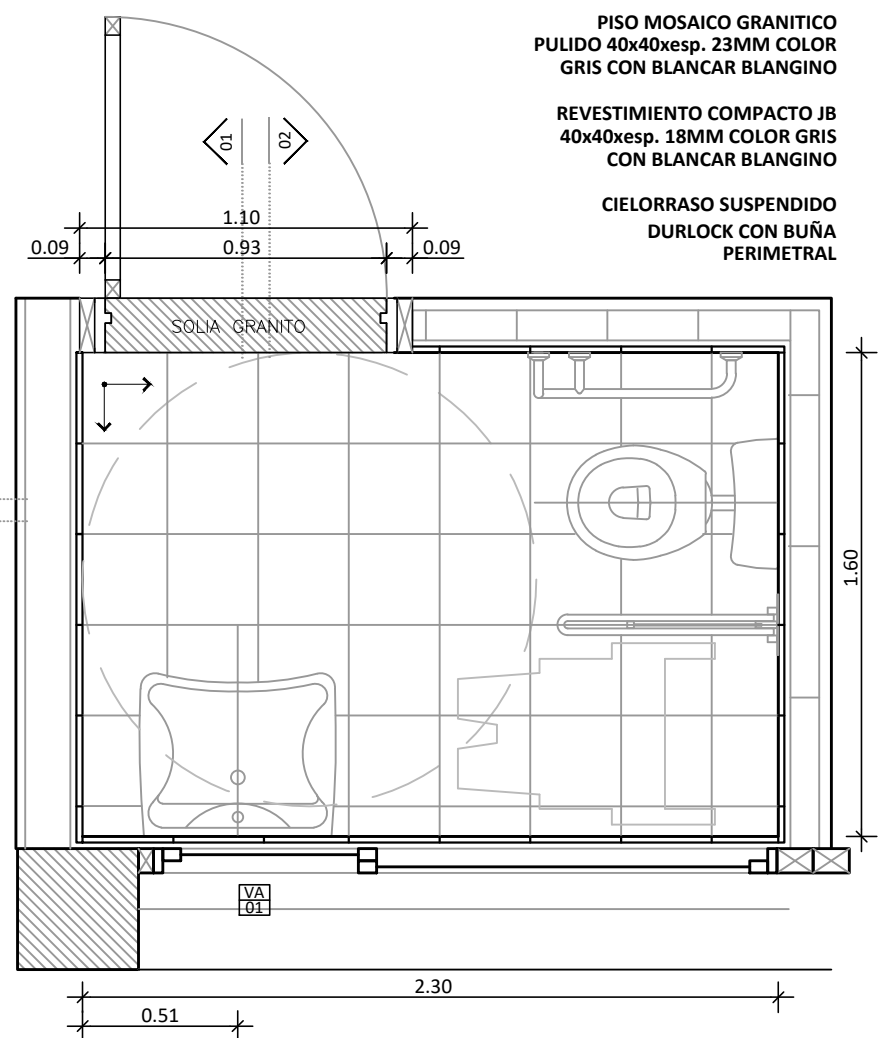 PISO MOSAICO GRANITICO
PULIDO 40x40xesp. 23MM COLOR
GRIS CON BLANCAR BLANGINO
REVESTIMIENTO COMPACTO JB
40x40xesp. 18MM COLOR GRIS
CON BLANCAR BLANGINO
CIELORRASO SUSPENDIDO
DURLOCK CON BUÑA
PERIMETRAL
01
02
1.10
0.09
0.93
0.09
SOLIA GRANITO
1.60
VA
01
2.30
0.51